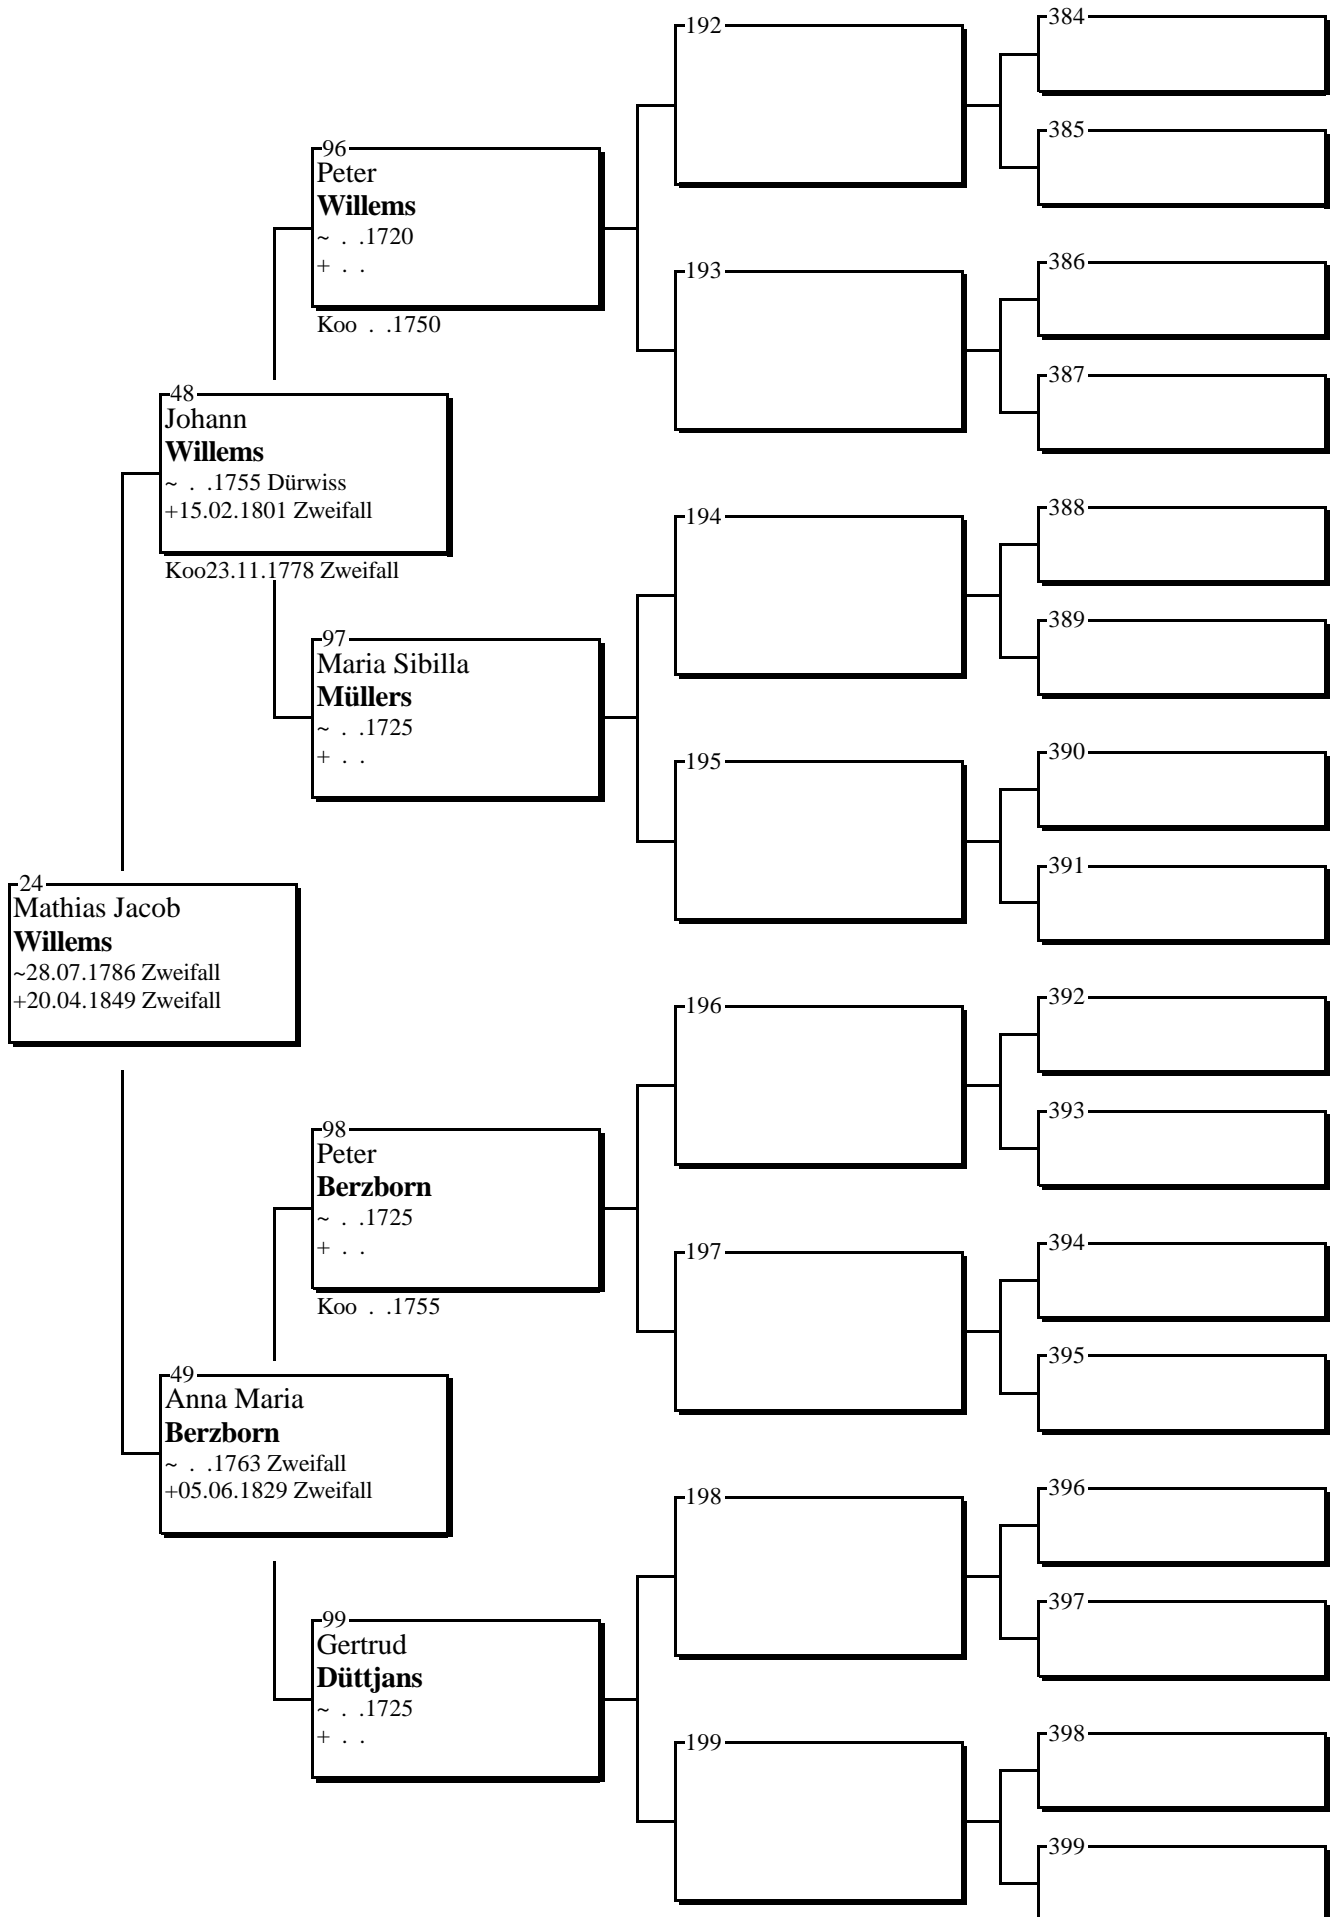 192
384
385
96
Peter
Willems
~ . .1720
+ . .
Koo . .1750
193
386
387
48
Johann
Willems
~ . .1755 Dürwiss
+15.02.1801 Zweifall
Koo23.11.1778 Zweifall
194
388
389
97
Maria Sibilla
Müllers
~ . .1725
+ . .
195
390
391
24
Mathias Jacob
Willems
~28.07.1786 Zweifall
+20.04.1849 Zweifall
196
392
393
98
Peter
Berzborn
~ . .1725
+ . .
Koo . .1755
197
394
395
49
Anna Maria
Berzborn
~ . .1763 Zweifall
+05.06.1829 Zweifall
198
396
397
99
Gertrud
Düttjans
~ . .1725
+ . .
199
398
399